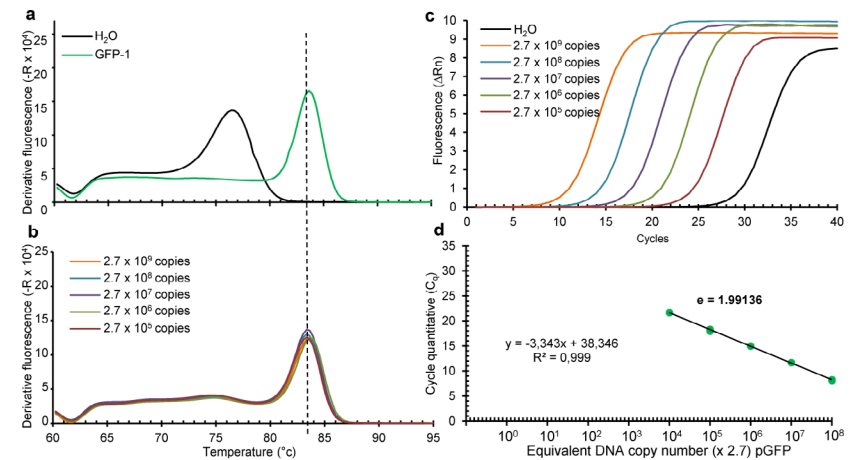 a
Derivative fluorescence (-R x 10⁴)
25
20
15
10
5
0
H₂O
GFP-1
80
85
90
95
b
Derivative fluorescence (-R x 10⁴)
25
20
15
10
5
0
2.7 x 10⁹ copies
2.7 x 10⁸ copies
2.7 x 10⁷ copies
2.7 x 10⁶ copies
2.7 x 10⁵ copies
60
65
70
75
80
85
90
95
Temperature (°c)
c
Fluorescence (ΔRn)
10
9
8
7
6
5
4
3
2
1
0
H₂O
2.7 x 10⁹ copies
2.7 x 10⁸ copies
2.7 x 10⁷ copies
2.7 x 10⁶ copies
2.7 x 10⁵ copies
0
5
10
15
20
25
30
35
40
Cycles
d
Cycle quantitative (Cq)
35
30
25
20
15
10
5
0
e = 1.99136
y = -3,343x + 38,346
R² = 0,999
10⁰
10¹
10²
10³
10⁴
10⁵
10⁶
10⁷
10⁸
Equivalent DNA copy number (x 2.7) pGFP